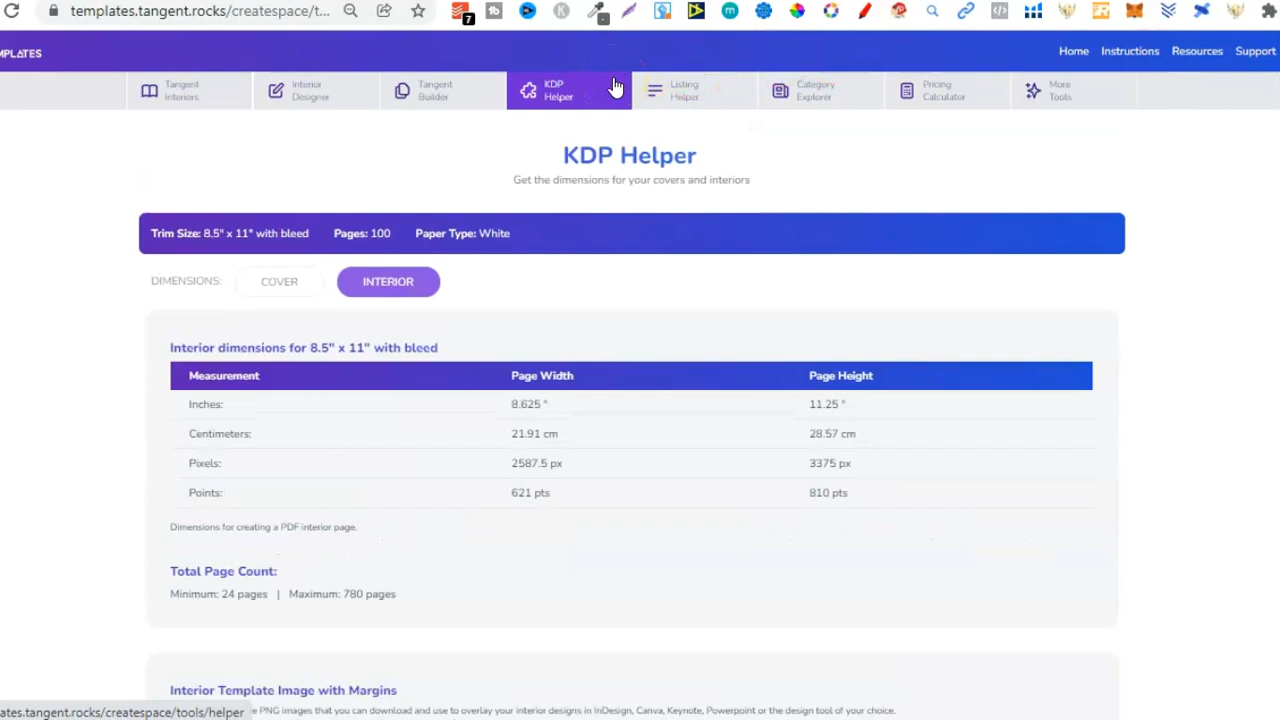 templates.tangent.rocks/createspace/t...
7
MPLATES
Home Instructions Resources Support
Tangent Interiors
Interior Designer
Tangent Builder
KDP Helper
Listing Helper
Category Explorer
Pricing Calculator
More Tools
KDP Helper
Get the dimensions for your covers and interiors
Trim Size: 8.5" x 11" with bleed Pages: 100 Paper Type: White
DIMENSIONS: COVER INTERIOR
Interior dimensions for 8.5" x 11" with bleed
Measurement Page Width Page Height
Inches: 8.625 " 11.25 "
Centimeters: 21.91 cm 28.57 cm
Pixels: 2587.5 px 3375 px
Points: 621 pts 810 pts
Dimensions for creating a PDF interior page.
Total Page Count:
Minimum: 24 pages | Maximum: 780 pages
Interior Template Image with Margins
PNG images that you can download and use to overlay your interior designs in InDesign, Canva, Keynote, Powerpoint or the design tool of your choice.
ates.tangent.rocks/createspace/tools/helper